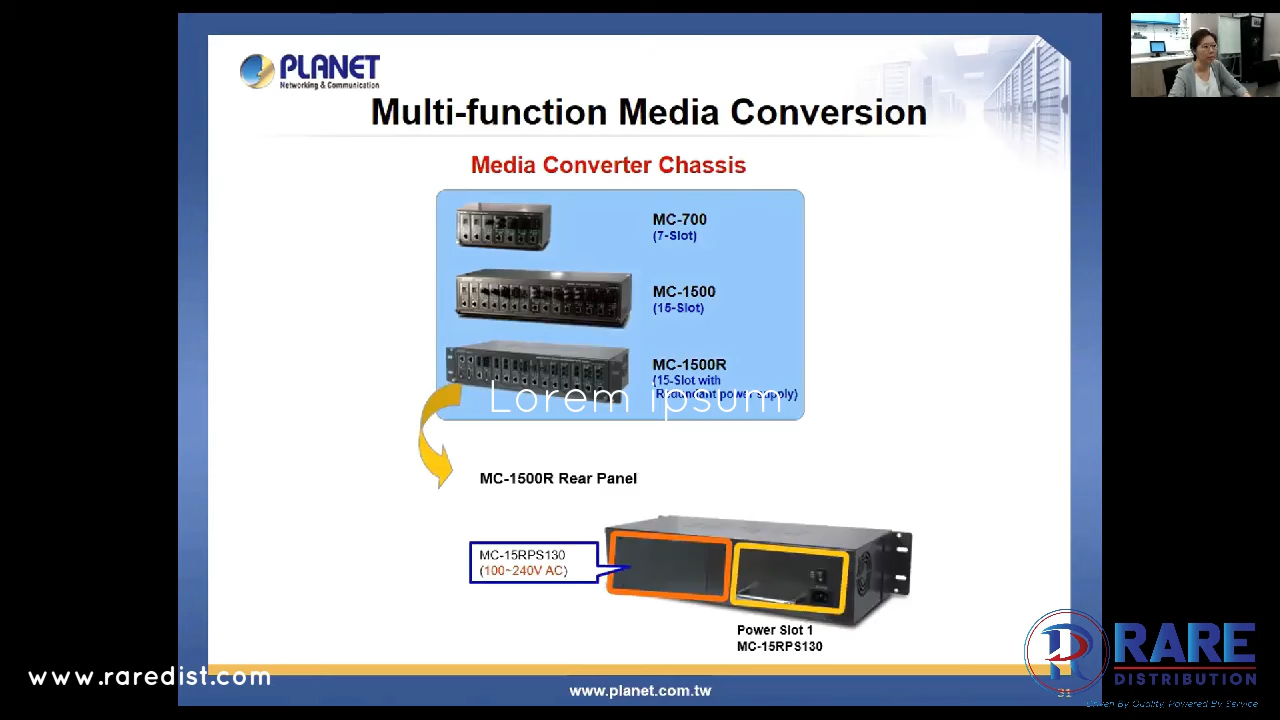 PLANET
Networking & Communication
Multi-function Media Conversion
Media Converter Chassis
MC-700
(7-Slot)
MC-1500
(15-Slot)
MC-1500R
(15-Slot with
Redundant power supply)
Lorem ipsum
MC-1500R Rear Panel
MC-15RPS130
(100~240V AC)
Power Slot 1
MC-15RPS130
R RARE
DISTRIBUTION
Driven By Quality, Powered By Service
www.raredist.com
www.planet.com.tw
31